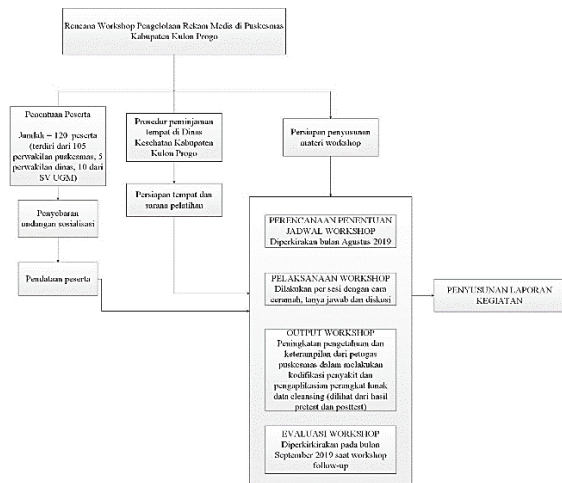 Rencana Workshop Pengelolaan Rekam Medis di Puskesmas
Kabupaten Kulon Progo
Penentuan Peserta
Jumlah = 120 peserta
(terdiri dari 105
perwakilan puskesmas, 5
perwakilan dinas, 10 dari
SV UGM)
Penyebaran
undangan sosialisasi
Pendataan peserta
Prosedur peminjaman
tempat di Dinas
Kesehatan Kabupaten
Kulon Progo
Persiapan tempat dan
sarana pelatihan
Persiapan penyusunan
materi workshop
PERENCANAAN PENENTUAN
JADWAL WORKSHOP
Diperkirakan bulan Agustus 2019
PELAKSANAAN WORKSHOP
Dilakukan per sesi dengan cara
ceramah, tanya jawab dan diskusi
OUTPUT WORKSHOP
Peningkatan pengetahuan dan
keterampilan dari petugas
puskesmas dalam melakukan
kodifikasi penyakit dan
pengaplikasian perangkat lunak
data cleansing (dilihat dari hasil
pretest dan posttest)
EVALUASI WORKSHOP
Diperkirkirakan pada bulan
September 2019 saat workshop
follow-up
PENYUSUNAN LAPORAN
KEGIATAN